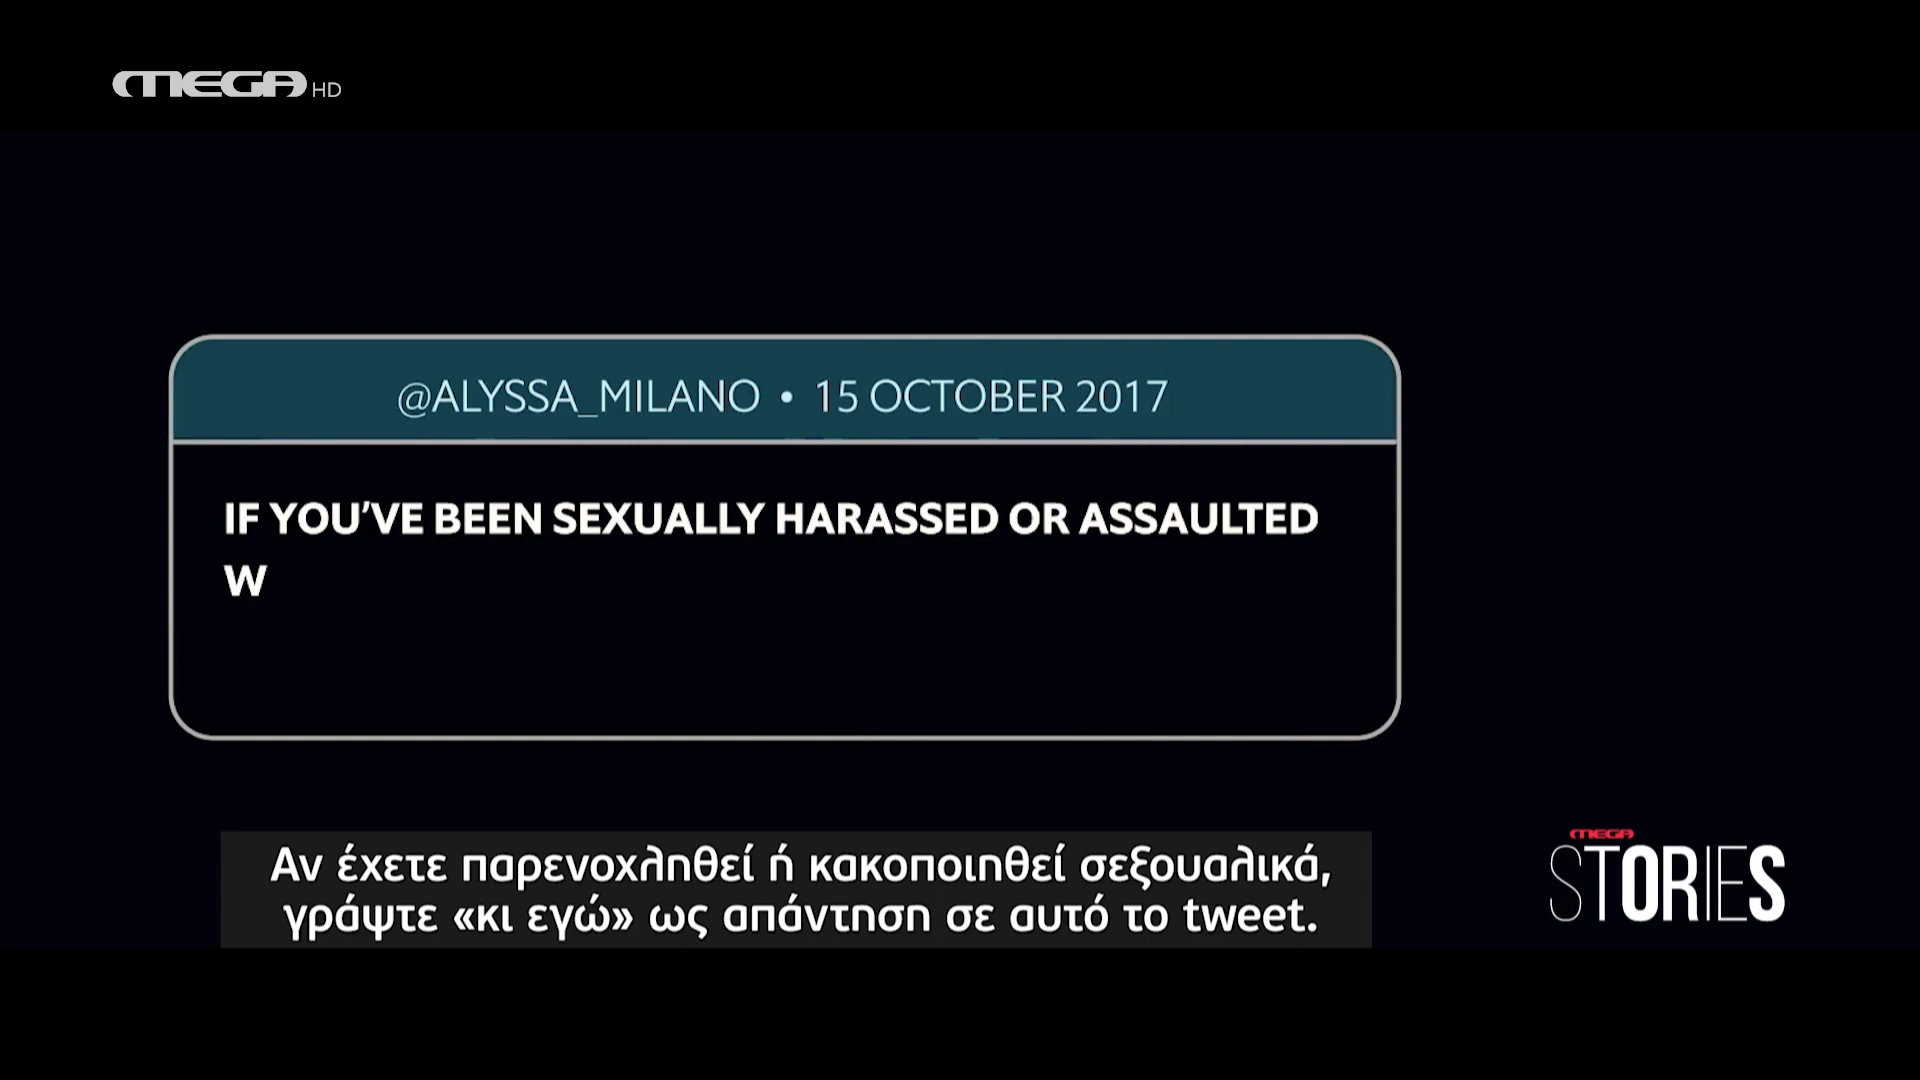 MEGA HD
@ALYSSA_MILANO • 15 OCTOBER 2017
IF YOU’VE BEEN SEXUALLY HARASSED OR ASSAULTED
W
Αν έχετε παρενοχληθεί ή κακοποιηθεί σεξουαλικά,
γράψτε «κι εγώ» ως απάντηση σε αυτό το tweet.
MEGA
STORIES